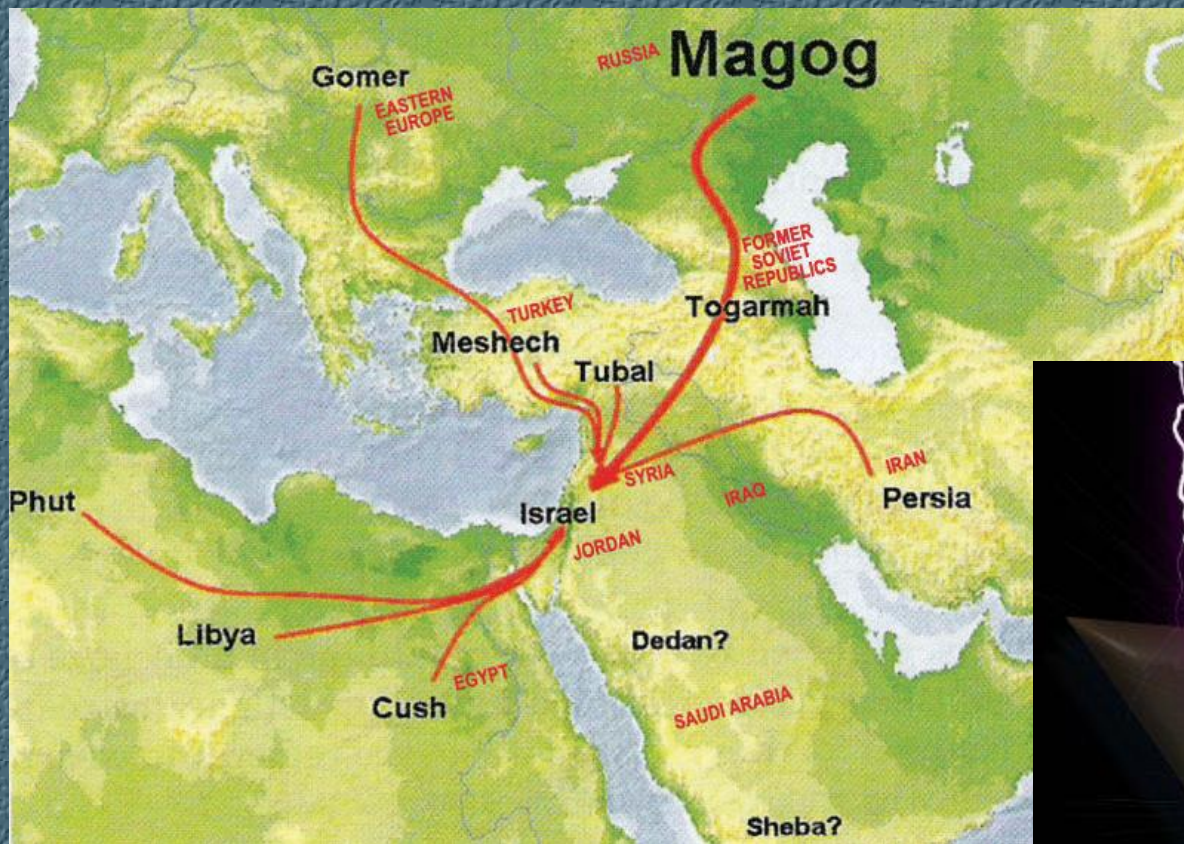 RUSSIA
Magog
Gomer
EASTERN
EUROPE
FORMER
SOVIET
REPUBLICS
Togarmah
TURKEY
Meshech
Tubal
SYRIA
IRAN
IRAQ
Persia
Phut
Israel
JORDAN
Libya
Dedan?
EGYPT
Cush
SAUDI ARABIA
Sheba?